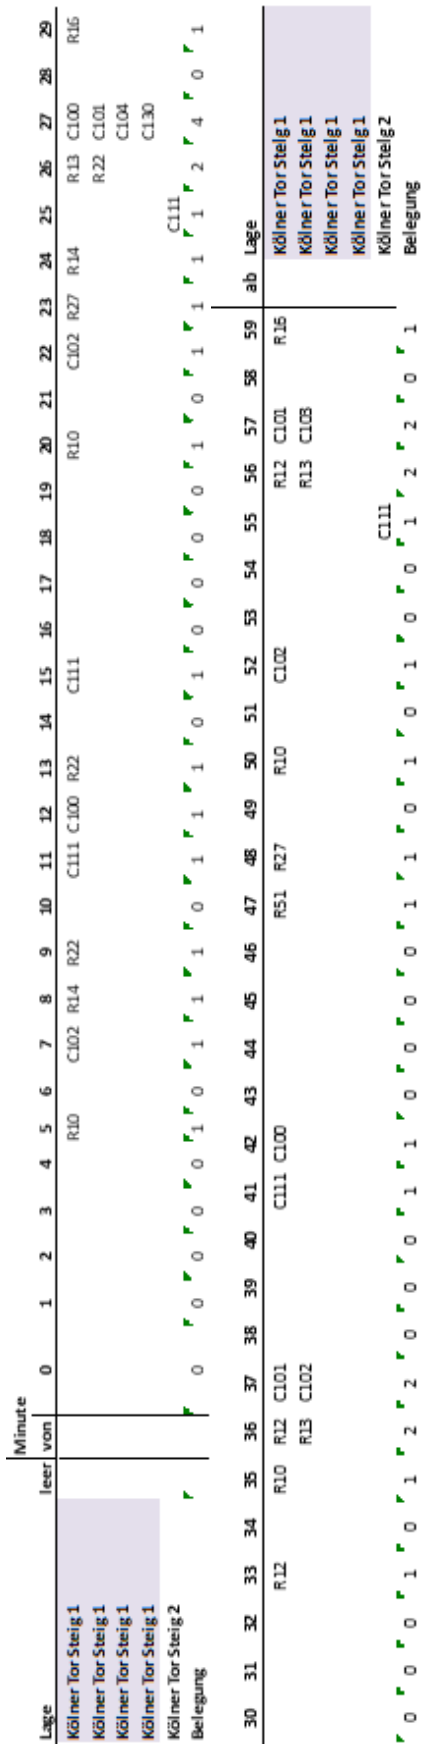 Minute
Lage leer von 0 1 2 3 4 5 6 7 8 9 10 11 12 13 14 15 16 17 18 19 20 21 22 23 24 25 26 27 28 29
Kölner Tor Steig 1 R10 C102 R14 R22 C111 C100 R22 C111 R10 C102 R27 R14 R13 C100 R16
Kölner Tor Steig 1 R22 C101
Kölner Tor Steig 1 C104
Kölner Tor Steig 1 C130
Kölner Tor Steig 2 C111
Belegung 0 0 0 0 0 1 0 1 1 1 0 1 1 1 0 1 0 0 0 0 1 0 1 1 1 1 2 4 0 1
30 31 32 33 34 35 36 37 38 39 40 41 42 43 44 45 46 47 48 49 50 51 52 53 54 55 56 57 58 59 ab Lage
R12 R10 R12 C101 C111 C100 R51 R27 R10 C102 R12 C101 R16 Kölner Tor Steig 1
R13 C102 R13 C103 Kölner Tor Steig 1
Kölner Tor Steig 1
Kölner Tor Steig 1
C111 Kölner Tor Steig 2
0 0 0 1 0 1 2 2 0 0 0 1 1 0 0 0 0 1 1 0 1 0 1 0 0 1 2 2 0 1 Belegung